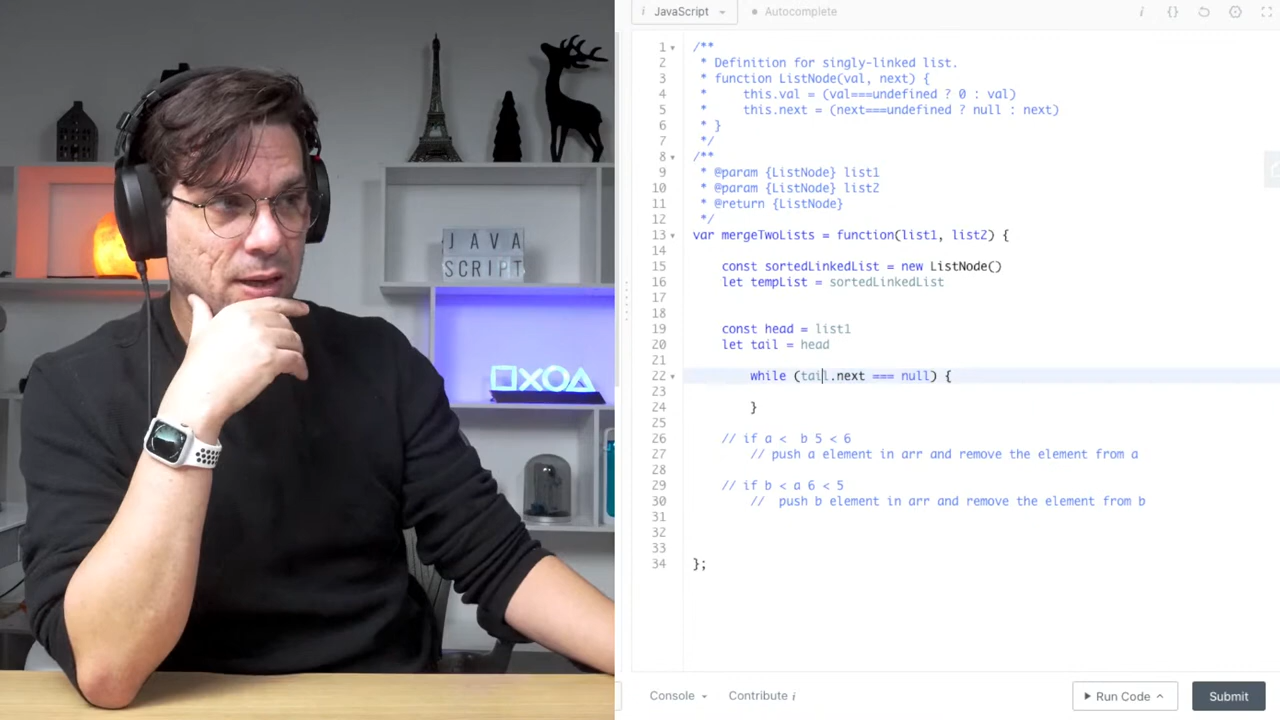 JAVA
SCRIPT
i JavaScript
Autocomplete
i {}
1 /**
2 * Definition for singly-linked list.
3 * function ListNode(val, next) {
4 *     this.val = (val===undefined ? 0 : val)
5 *     this.next = (next===undefined ? null : next)
6 * }
7 */
8 /**
9 * @param {ListNode} list1
10 * @param {ListNode} list2
11 * @return {ListNode}
12 */
13 var mergeTwoLists = function(list1, list2) {
14
15     const sortedLinkedList = new ListNode()
16     let tempList = sortedLinkedList
17
18
19     const head = list1
20     let tail = head
21
22         while (tail.next === null) {
23
24         }
25
26     // if a <  b 5 < 6
27         // push a element in arr and remove the element from a
28
29     // if b < a 6 < 5
30         //  push b element in arr and remove the element from b
31
32
33
34 };
Console
Contribute i
Run Code
Submit